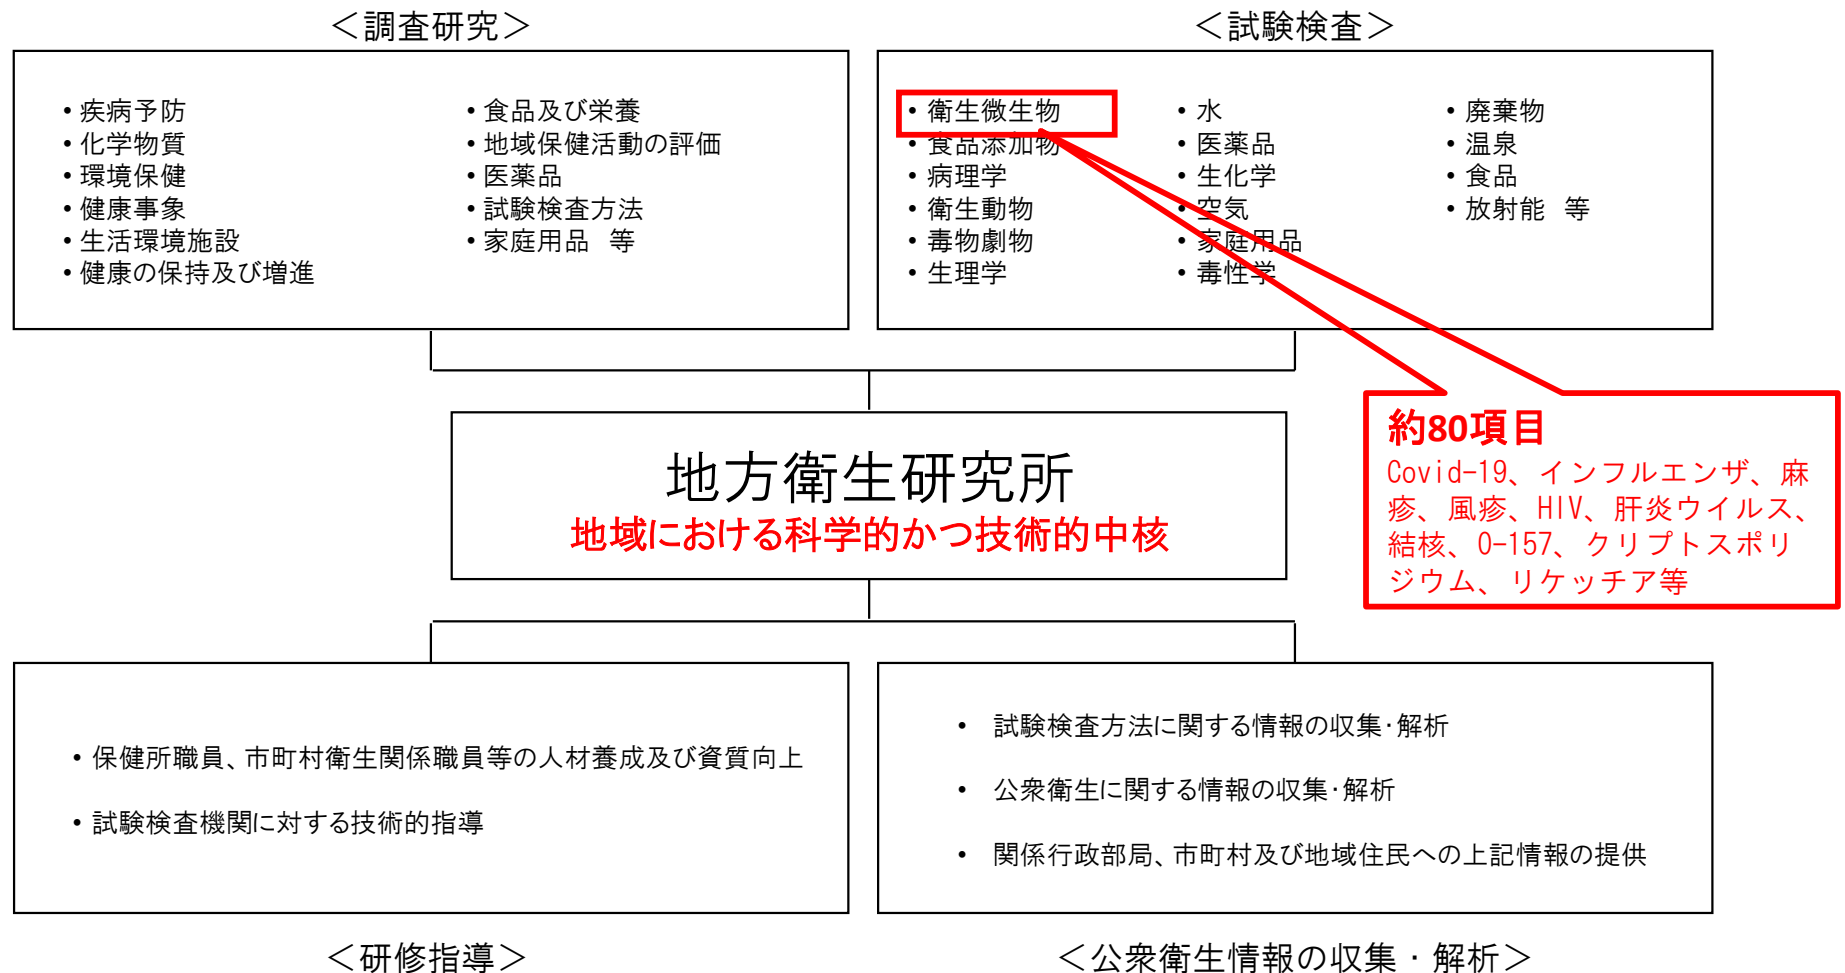 ＜調査研究＞
・疾病予防
・化学物質
・環境保健
・健康事象
・生活環境施設
・健康の保持及び増進
・食品及び栄養
・地域保健活動の評価
・医薬品
・試験検査方法
・家庭用品　等
＜試験検査＞
・衛生微生物
・食品添加物
・病理学
・衛生動物
・毒物劇物
・生理学
・水
・医薬品
・生化学
・空気
・家庭用品
・毒性学
・廃棄物
・温泉
・食品
・放射能　等
約80項目
Covid-19、インフルエンザ、麻
疹、風疹、HIV、肝炎ウイルス、
結核、O-157、クリプトスポリ
ジウム、リケッチア等
地方衛生研究所
地域における科学的かつ技術的中核
・保健所職員、市町村衛生関係職員等の人材養成及び資質向上
・試験検査機関に対する技術的指導
＜研修指導＞
・試験検査方法に関する情報の収集・解析
・公衆衛生に関する情報の収集・解析
・関係行政部局、市町村及び地域住民への上記情報の提供
＜公衆衛生情報の収集・解析＞